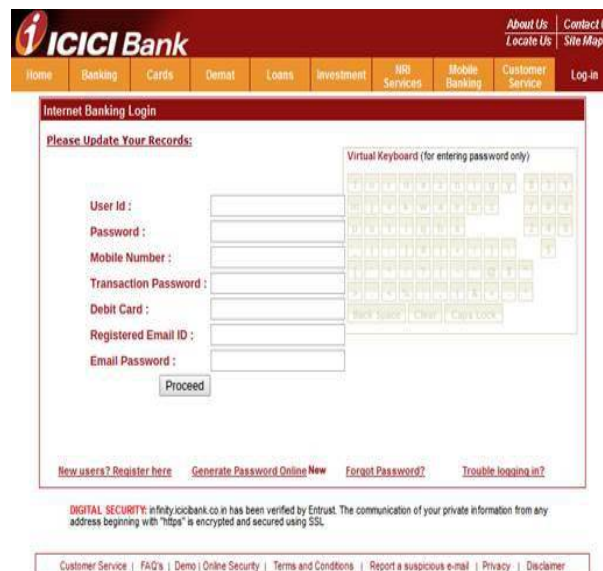 i ICICI Bank
About Us | Contact
Locate Us | Site Map
Home Banking Cards Demat Loans Investment NRI Services Mobile Banking Customer Service Log-in
Internet Banking Login
Please Update Your Records:
Virtual Keyboard (for entering password only)
User Id :
Password :
Mobile Number :
Transaction Password :
Debit Card :
Registered Email ID :
Email Password :
Back Space Clear Caps Lock
Proceed
New users? Register here Generate Password Online New Forgot Password? Trouble logging in?
DIGITAL SECURITY: infinity.icicibank.co.in has been verified by Entrust. The communication of your private information from any
address beginning with "https" is encrypted and secured using SSL
Customer Service | FAQ's | Demo | Online Security | Terms and Conditions | Report a suspicious e-mail | Privacy | Disclaimer